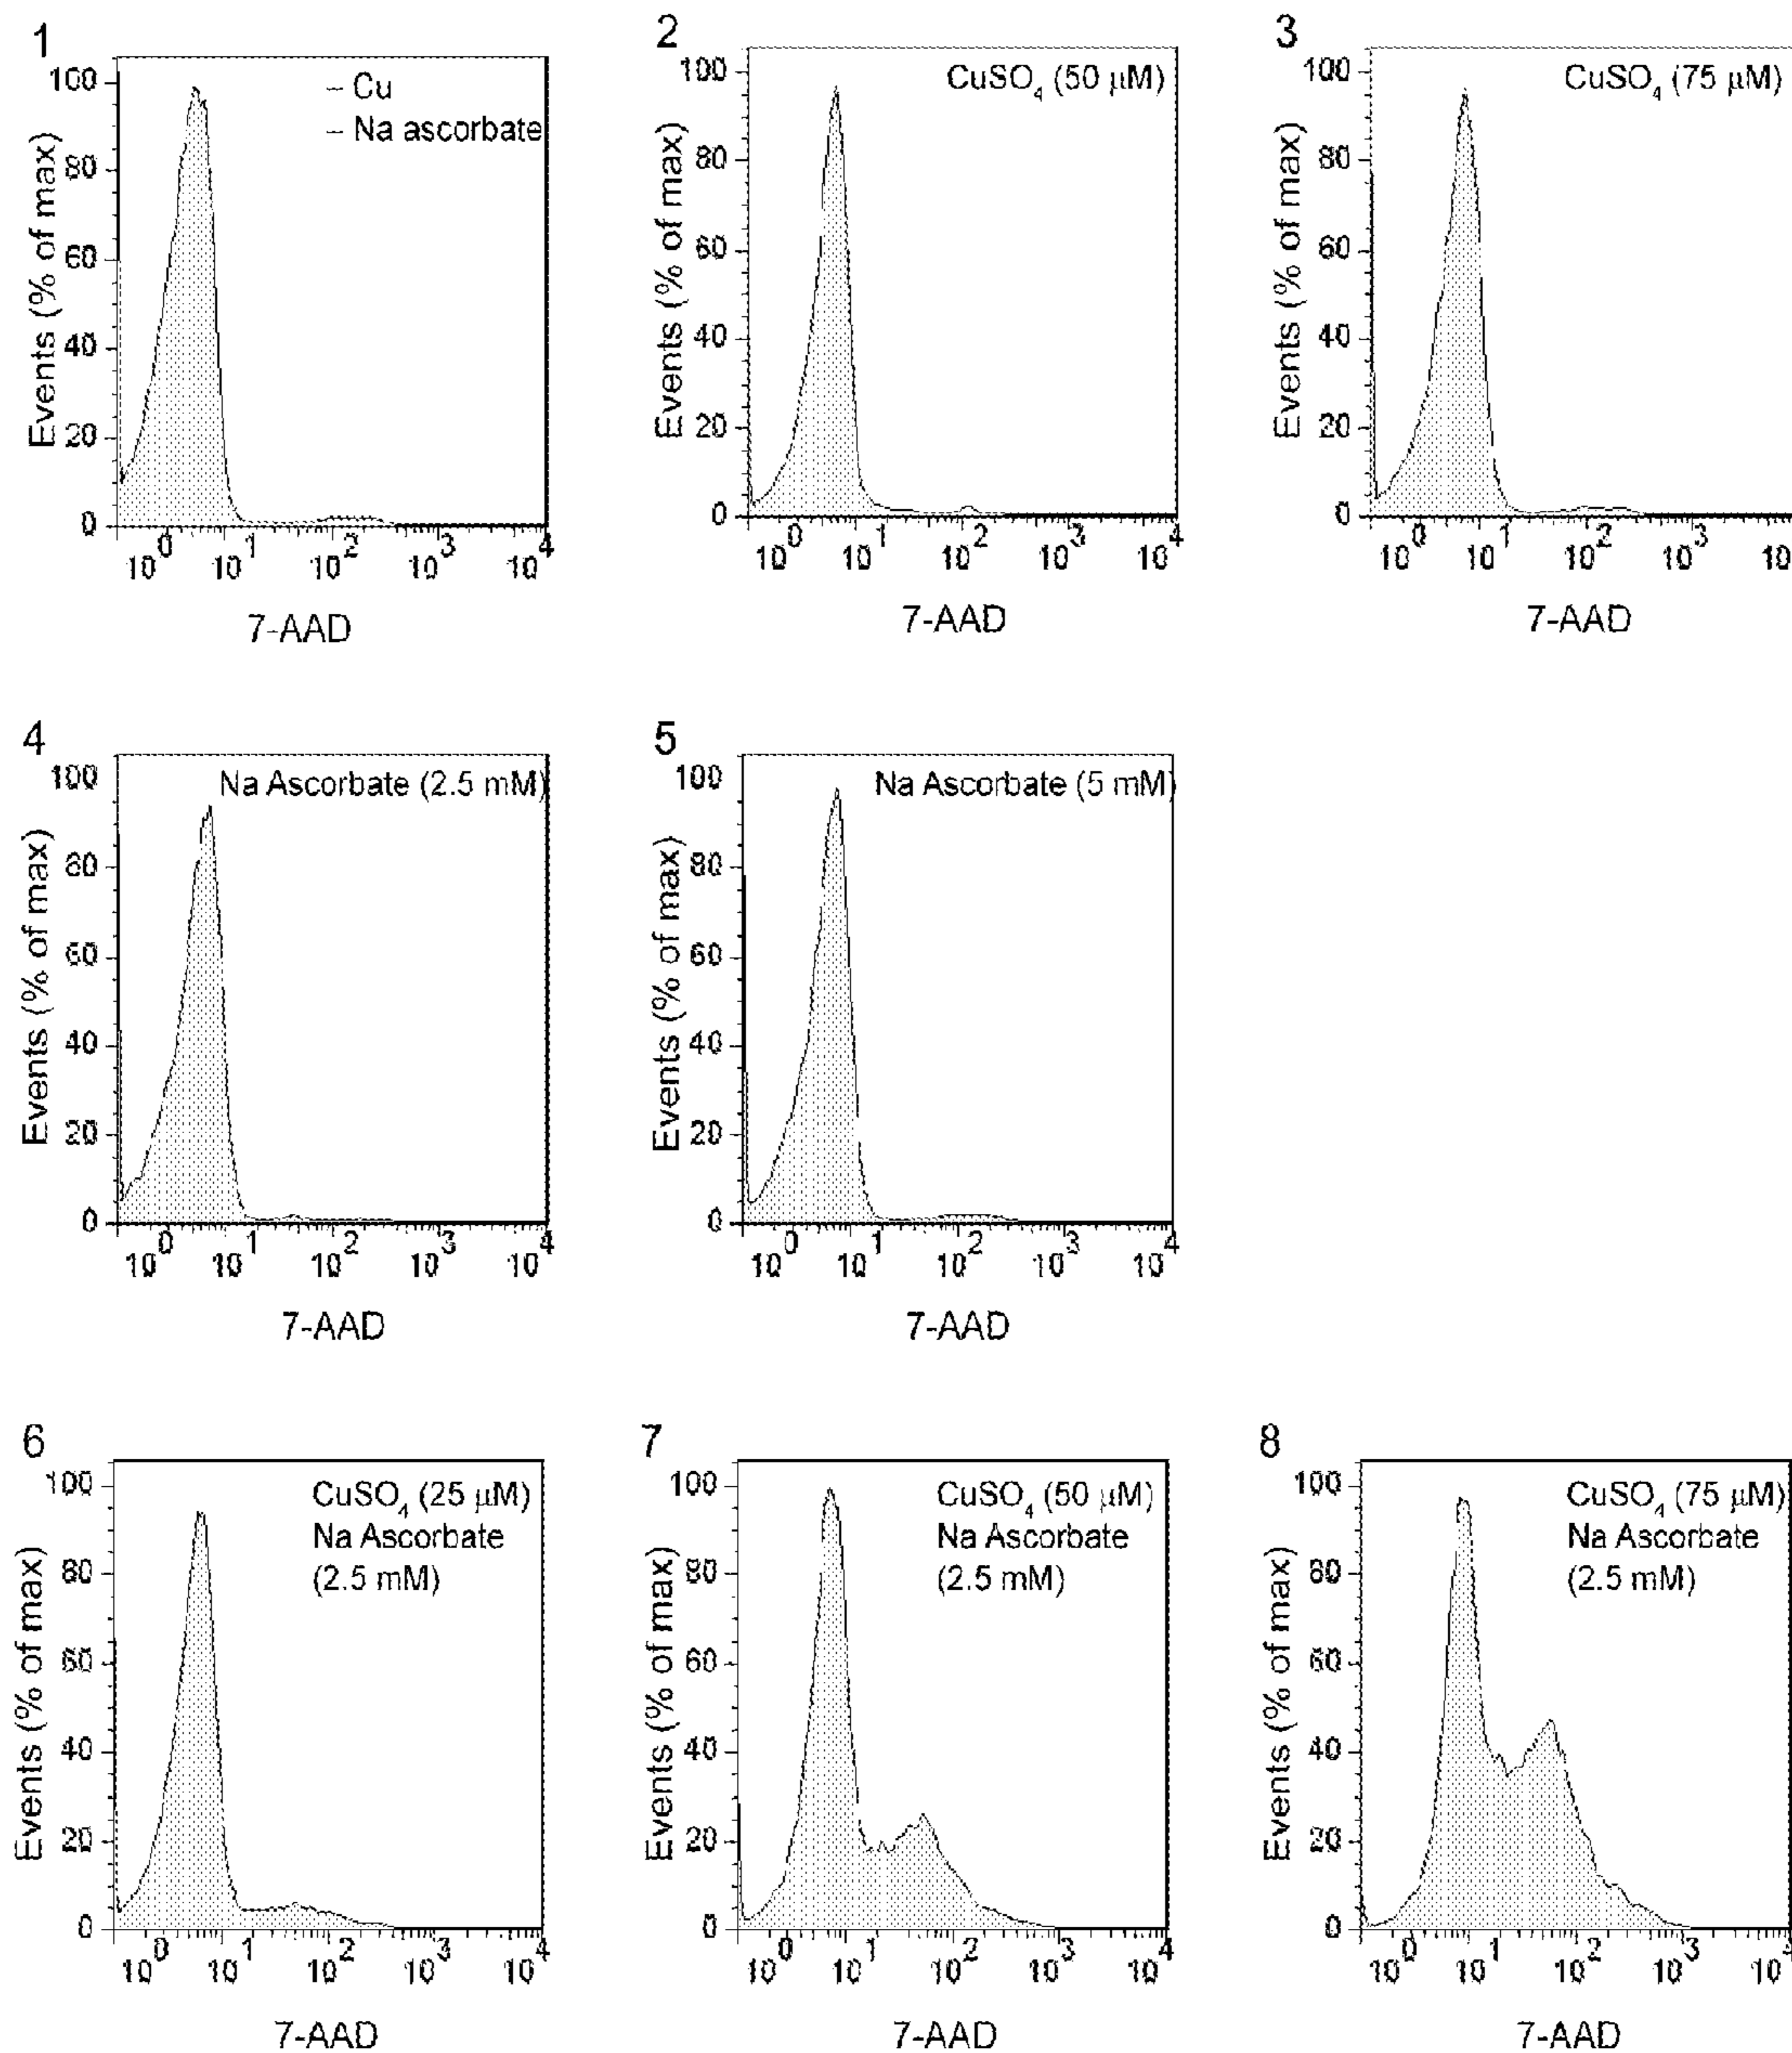 1
– Cu
– Na ascorbate
Events (% of max)
100
80
60
40
20
0
10^0 10^1 10^2 10^3 10^4
7-AAD
2
CuSO₄ (50 μM)
Events (% of max)
100
80
60
40
20
0
10^0 10^1 10^2 10^3 10^4
7-AAD
3
CuSO₄ (75 μM)
Events (% of max)
100
80
60
40
20
0
10^0 10^1 10^2 10^3 10
7-AAD
4
Na Ascorbate (2.5 mM)
Events (% of max)
100
80
60
40
20
0
10^0 10^1 10^2 10^3 10^4
7-AAD
5
Na Ascorbate (5 mM)
Events (% of max)
100
80
60
40
20
0
10^0 10^1 10^2 10^3 10^4
7-AAD
6
CuSO₄ (25 μM)
Na Ascorbate
(2.5 mM)
Events (% of max)
100
80
60
40
20
0
10^0 10^1 10^2 10^3 10^4
7-AAD
7
CuSO₄ (50 μM)
Na Ascorbate
(2.5 mM)
Events (% of max)
100
80
60
40
20
0
10^0 10^1 10^2 10^3 10^4
7-AAD
8
CuSO₄ (75 μM)
Na Ascorbate
(2.5 mM)
Events (% of max)
100
80
60
40
20
0
10^0 10^1 10^2 10^3 10^4
7-AAD